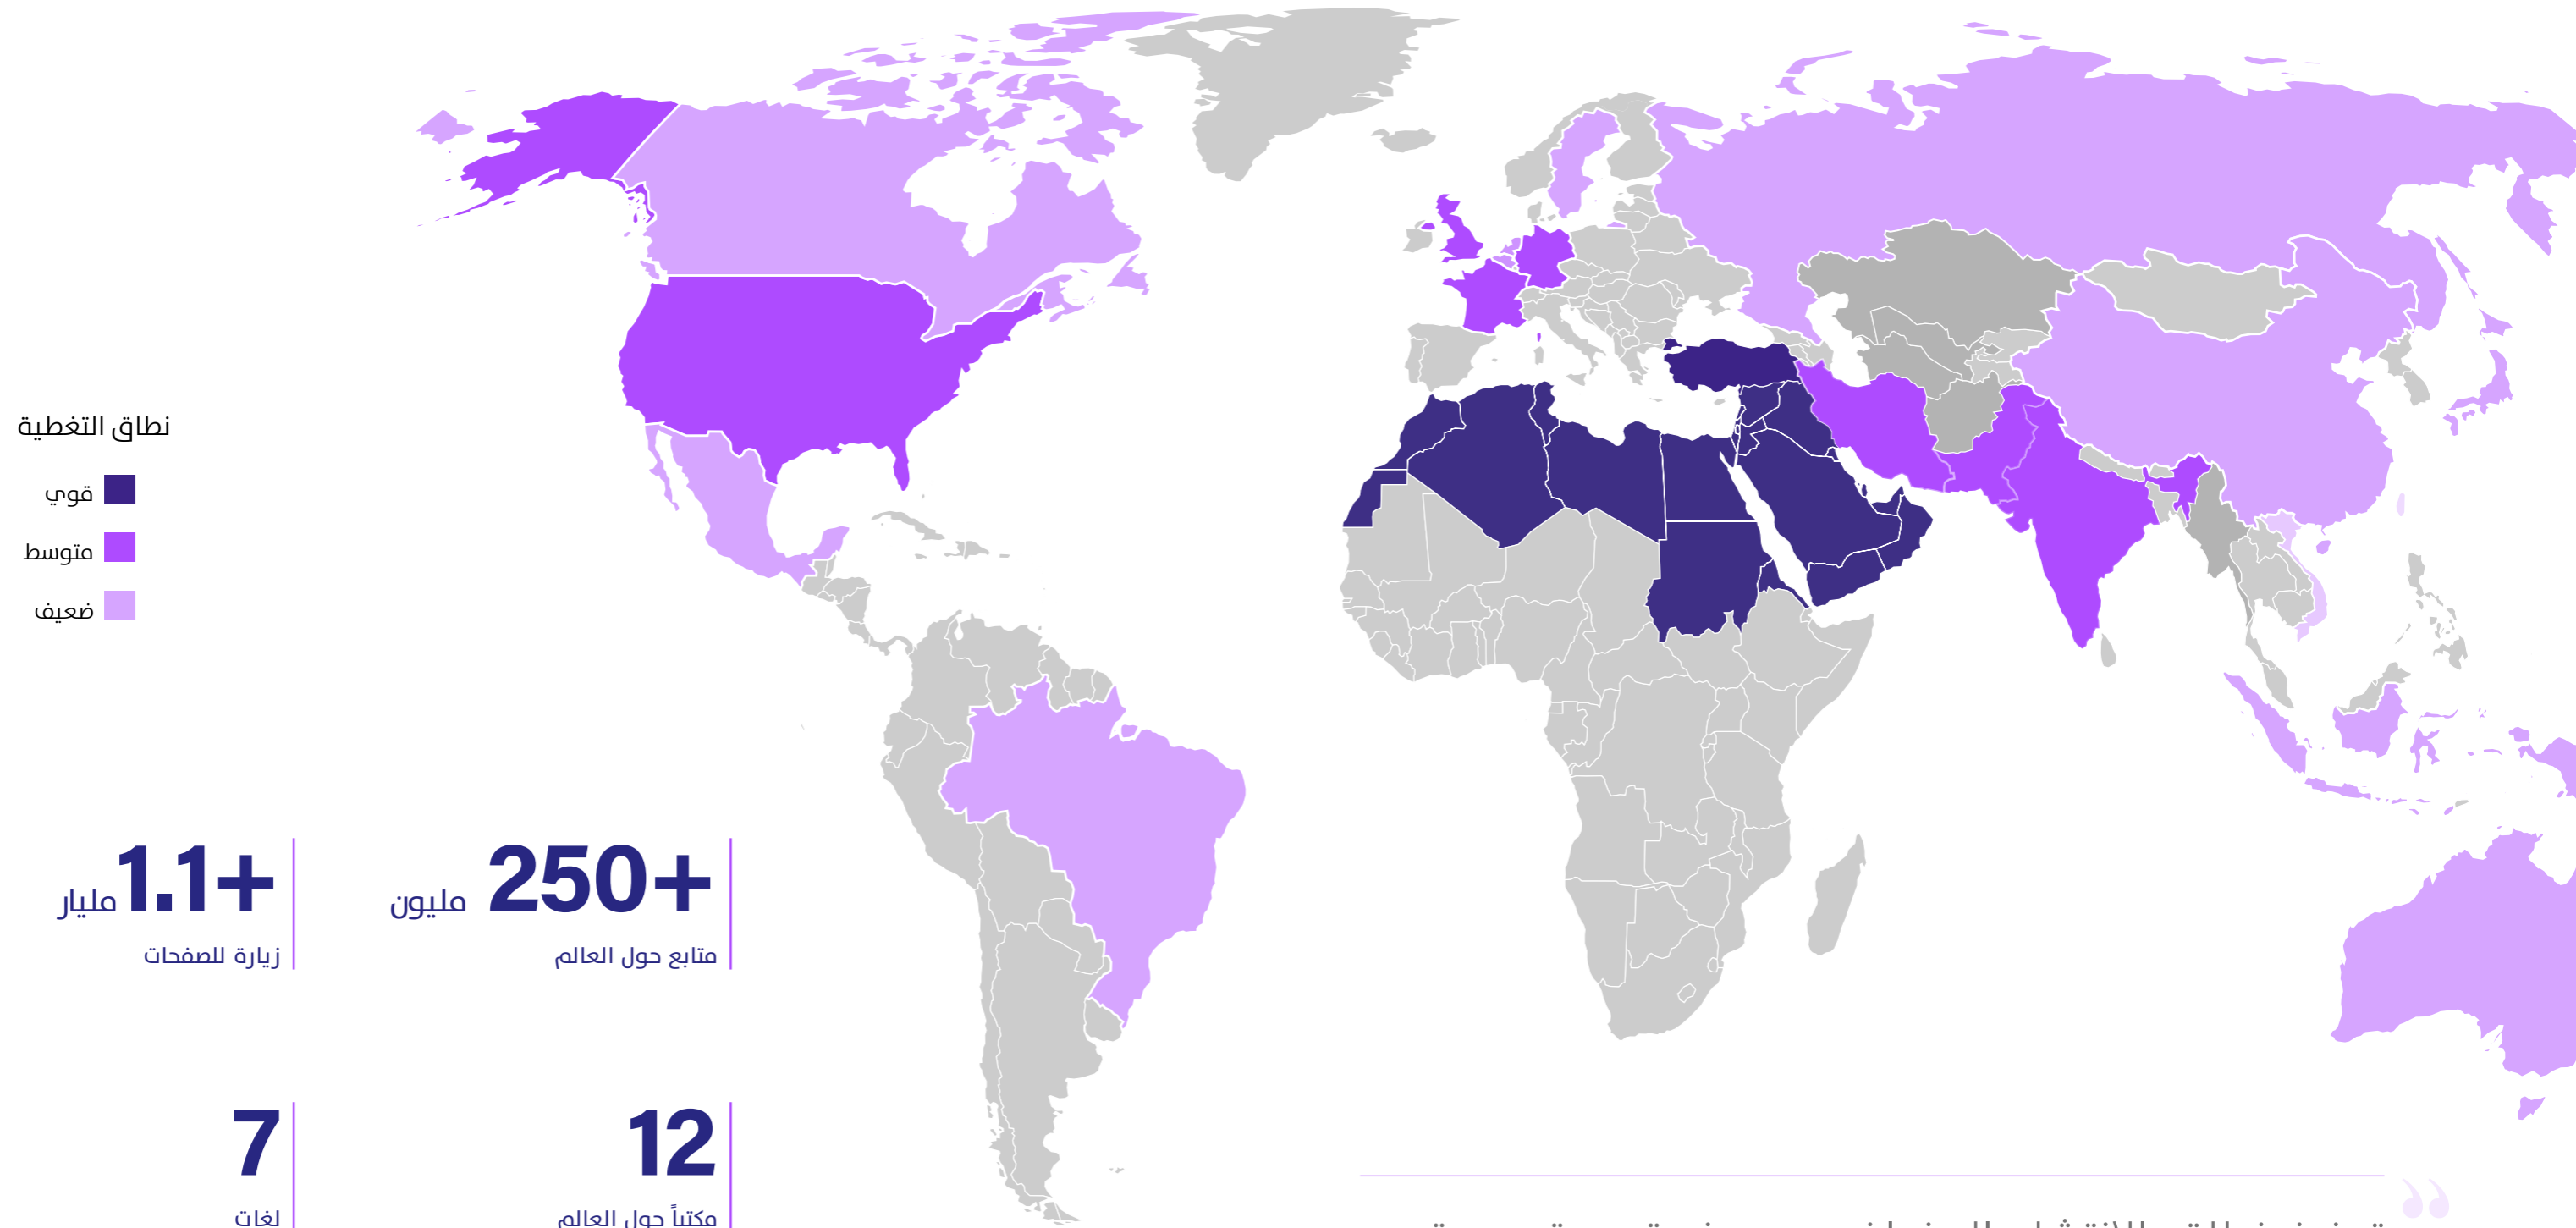 نطاق التغطية
قوي
متوسط
ضعيف
+250 مليون
متابع حول العالم
+1.1 مليار
زيارة للصفحات
12
مكتباً حول العالم
7
لغات